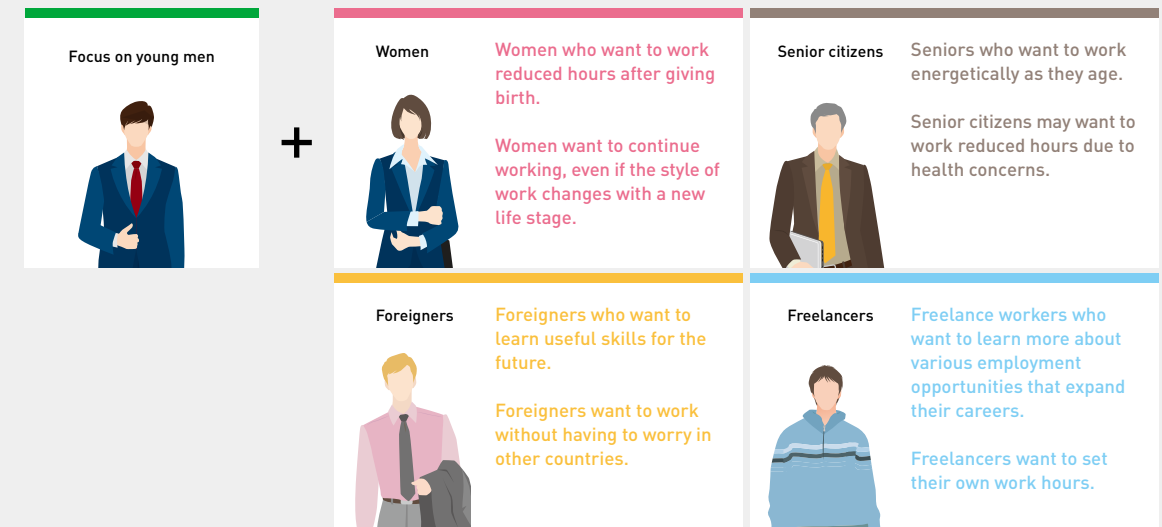 Focus on young men
+
Women
Women who want to work
reduced hours after giving
birth.
Women want to continue
working, even if the style of
work changes with a new
life stage.
Senior citizens
Seniors who want to work
energetically as they age.
Senior citizens may want to
work reduced hours due to
health concerns.
Foreigners
Foreigners who want to
learn useful skills for the
future.
Foreigners want to work
without having to worry in
other countries.
Freelancers
Freelance workers who
want to learn more about
various employment
opportunities that expand
their careers.
Freelancers want to set
their own work hours.